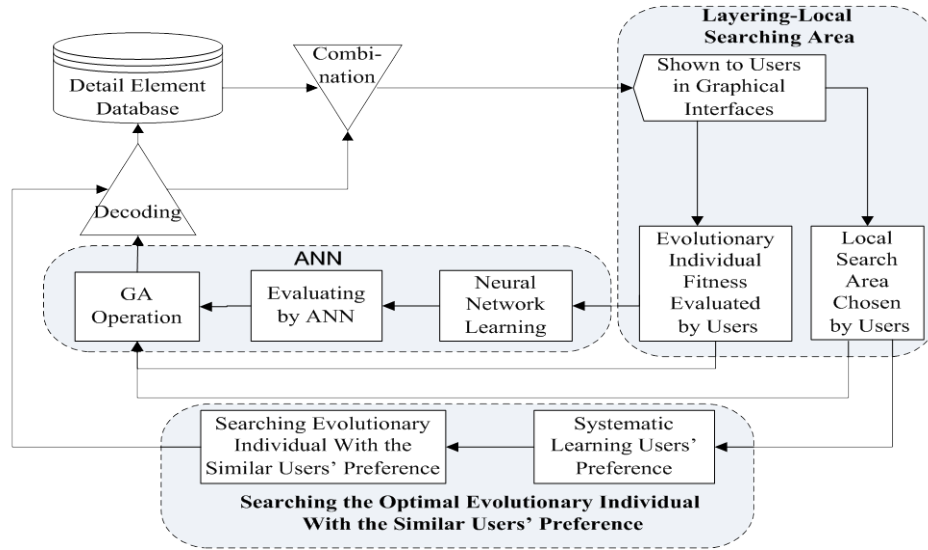 Layering-Local
Searching Area
Combi-
nation
Shown to Users
in Graphical
Interfaces
Detail Element
Database
Decoding
ANN
GA
Operation
Evaluating
by ANN
Neural
Network
Learning
Evolutionary
Individual
Fitness
Evaluated
by Users
Local
Search
Area
Chosen
by Users
Searching Evolutionary
Individual With the
Similar Users’ Preference
Systematic
Learning Users’
Preference
Searching the Optimal Evolutionary Individual
With the Similar Users’ Preference